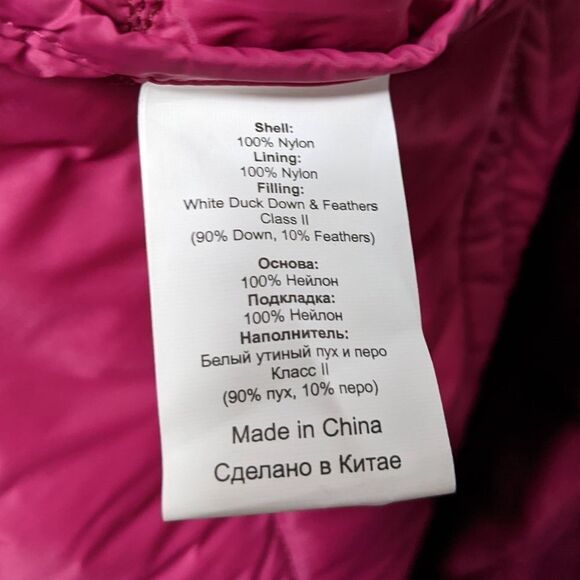 Shell:
100% Nylon
Lining:
100% Nylon
Filling:
White Duck Down & Feathers
Class II
(90% Down, 10% Feathers)
Основа:
100% Нейлон
Подкладка:
100% Нейлон
Наполнитель:
Белый утиный пух и перо
Класс II
(90% пух, 10% перо)
Made in China
Сделано в Китае